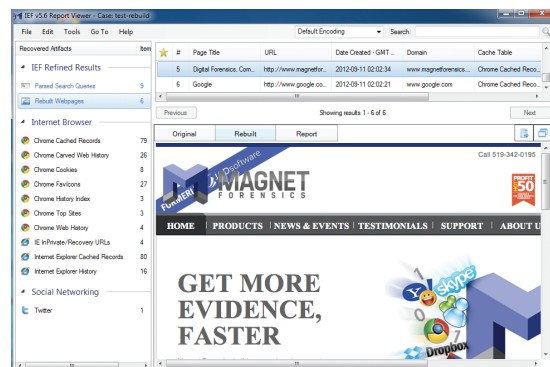 IEF v5.6 Report Viewer - Case: test-rebuild
File Edit Tools Go To Help
Default Encoding
Search:
Recovered Artifacts Item
IEF Refined Results
Parsed Search Queries 9
Rebuilt Webpages 6
Internet Browser
Chrome Cached Records 79
Chrome Carved Web History 26
Chrome Cookies 8
Chrome FavIcons 27
Chrome History Index 3
Chrome Top Sites 3
Chrome Web History 4
IE InPrivate/Recovery URLs 4
Internet Explorer Cached Records 80
Internet Explorer History 16
Social Networking
Twitter 1
# Page Title URL Date Created - GMT ... Domain Cache Table
5 Digital Forensics, Com... http://www.magnetfor... 2012-09-11 02:02:34 www.magnetforensics.... Chrome Cached Reco...
6 Google http://www.google.co... 2012-09-11 02:02:21 www.google.com Chrome Cached Reco...
Previous Showing results 1 - 6 of 6 Next
Original Rebuilt Report
FORMERLY
software
MAGNET
FORENSICS
Call 519-342-0195
PROFIT
50
HOME PRODUCTS NEWS & EVENTS TESTIMONIALS SUPPORT ABOUT U
GET MORE
EVIDENCE,
FASTER
Y!
skype
Dropbox